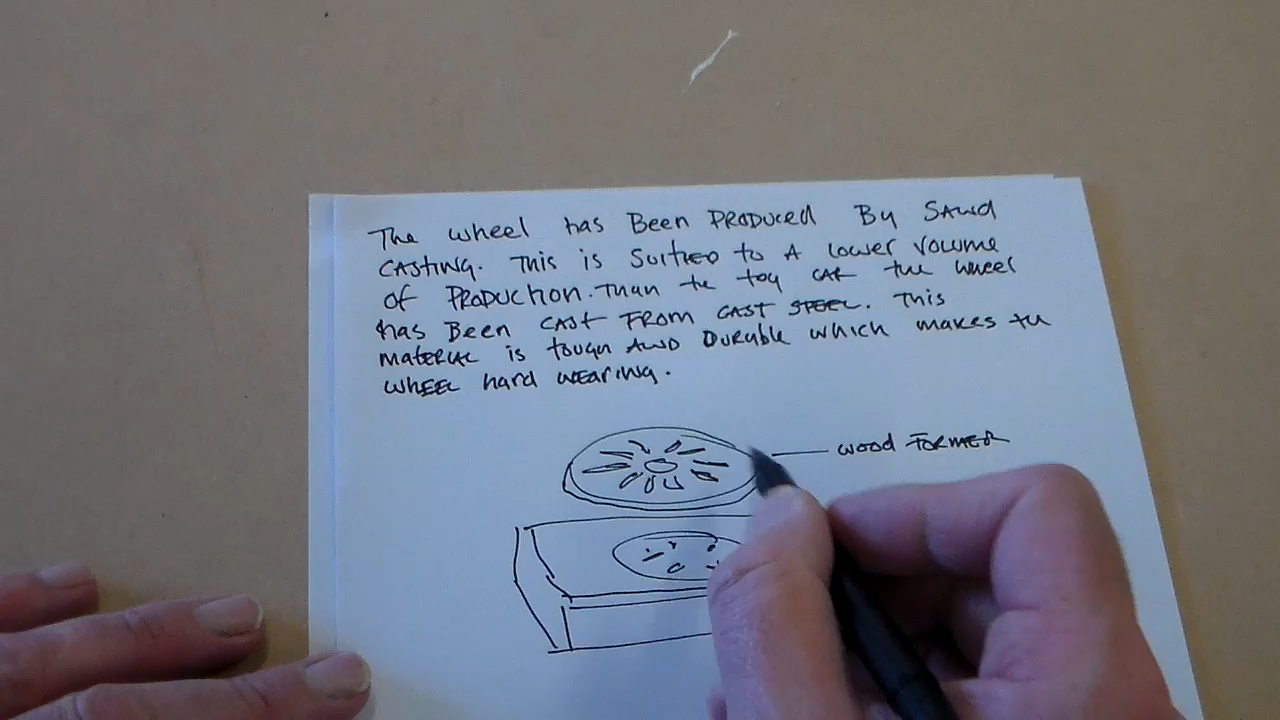 The wheel has Been PRODUCED By SAND
CASTING. This is Suited to A lower volume
of PRODUCTION. Than the toy CAR the wheel
has Been CAST FROM CAST STEEL. This
MATERIAL is tough AND DURABLE which makes the
WHEEL hard WEARING.
wood FORMER